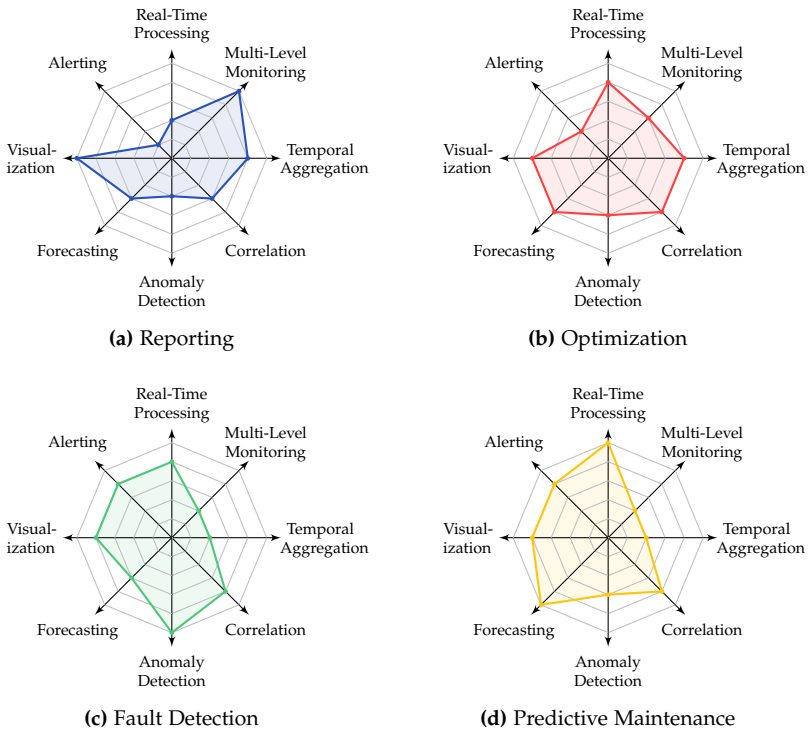 Real-Time
Processing
Multi-Level
Monitoring
Alerting
Visual-
ization
Temporal
Aggregation
Forecasting
Correlation
Anomaly
Detection
(a) Reporting
Real-Time
Processing
Multi-Level
Monitoring
Alerting
Visual-
ization
Temporal
Aggregation
Forecasting
Correlation
Anomaly
Detection
(b) Optimization
Real-Time
Processing
Multi-Level
Monitoring
Alerting
Visual-
ization
Temporal
Aggregation
Forecasting
Correlation
Anomaly
Detection
(c) Fault Detection
Real-Time
Processing
Multi-Level
Monitoring
Alerting
Visual-
ization
Temporal
Aggregation
Forecasting
Correlation
Anomaly
Detection
(d) Predictive Maintenance